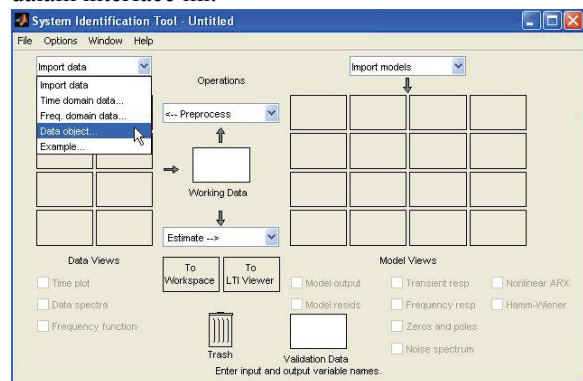 System Identification Tool - Untitled
File Options Window Help
Import data
Import data
Time domain data...
Freq. domain data...
Data object...
Example...
Operations
<-- Preprocess
Working Data
Estimate -->
Import models
Data Views
Time plot
Data spectra
Frequency function
To Workspace
To LTI Viewer
Trash
Model Views
Model output
Transient resp
Nonlinear ARX
Model resids
Frequency resp
Hamm-Wiener
Zeros and poles
Noise spectrum
Validation Data
Enter input and output variable names.